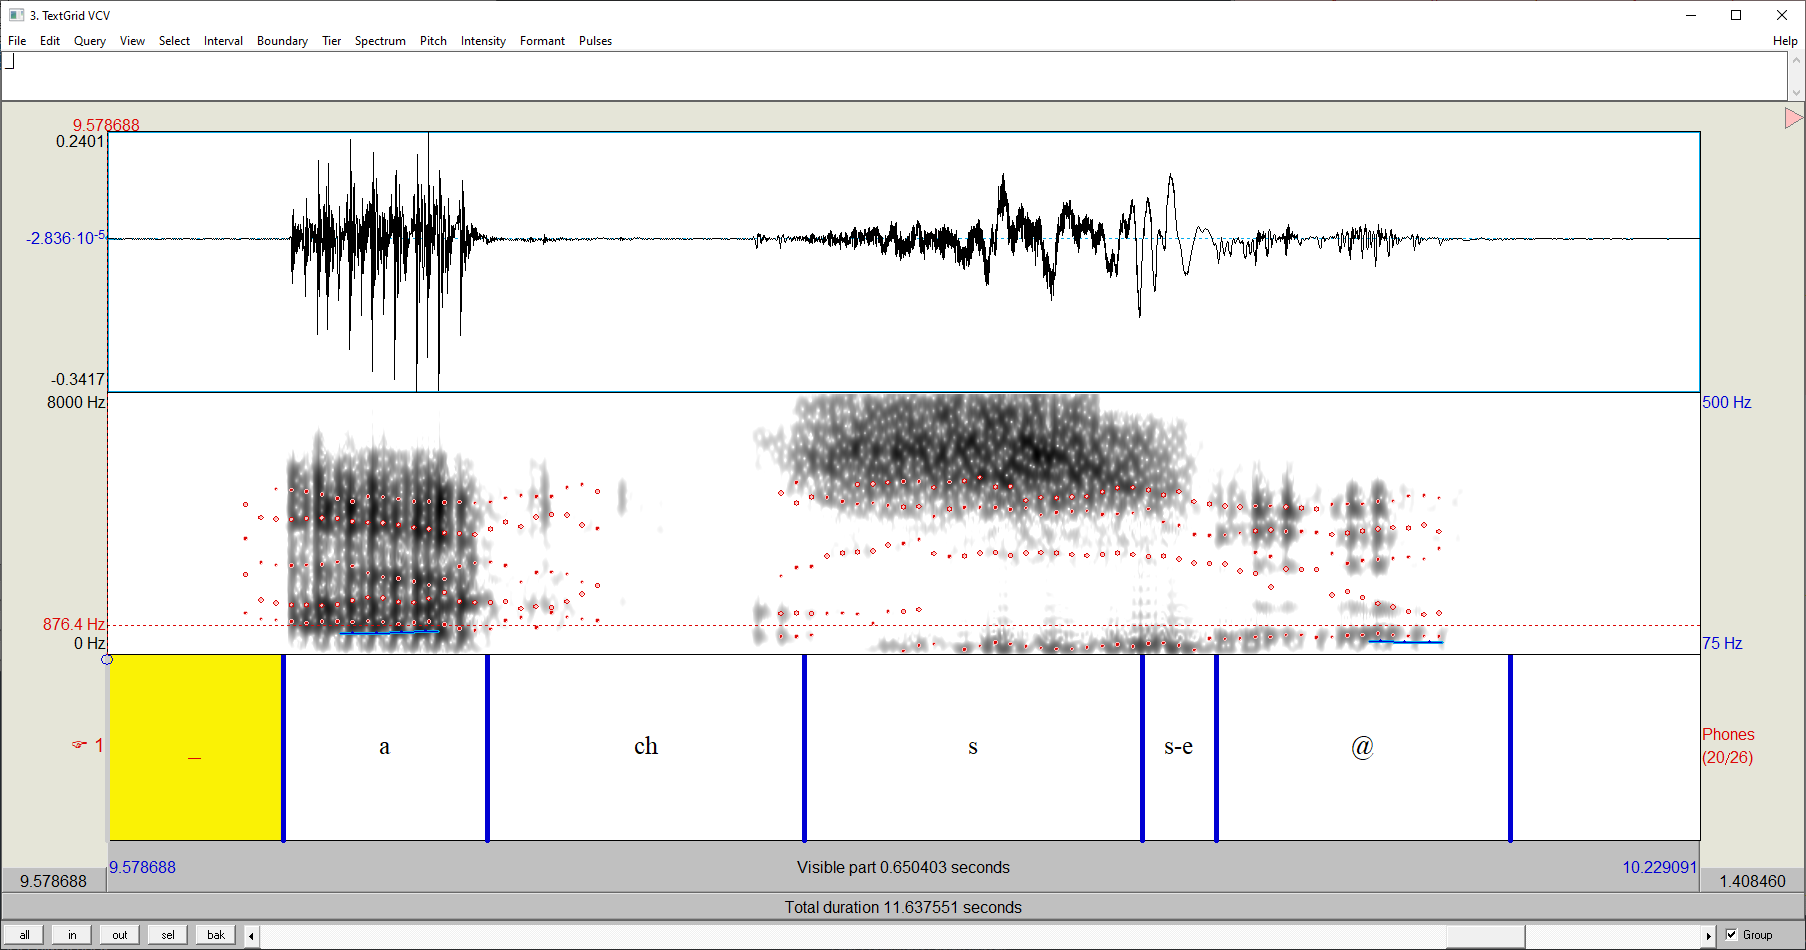 3. TextGrid VCV
File Edit Query View Select Interval Boundary Tier Spectrum Pitch Intensity Formant Pulses Help
9.578688
0.2401
-2.836·10-5
-0.3417
8000 Hz 500 Hz
876.4 Hz
0 Hz 75 Hz
☞ 1 _ a ch s s-e @ Phones
(20/26)
9.578688 Visible part 0.650403 seconds 10.229091
9.578688 1.408460
Total duration 11.637551 seconds
all in out sel bak Group